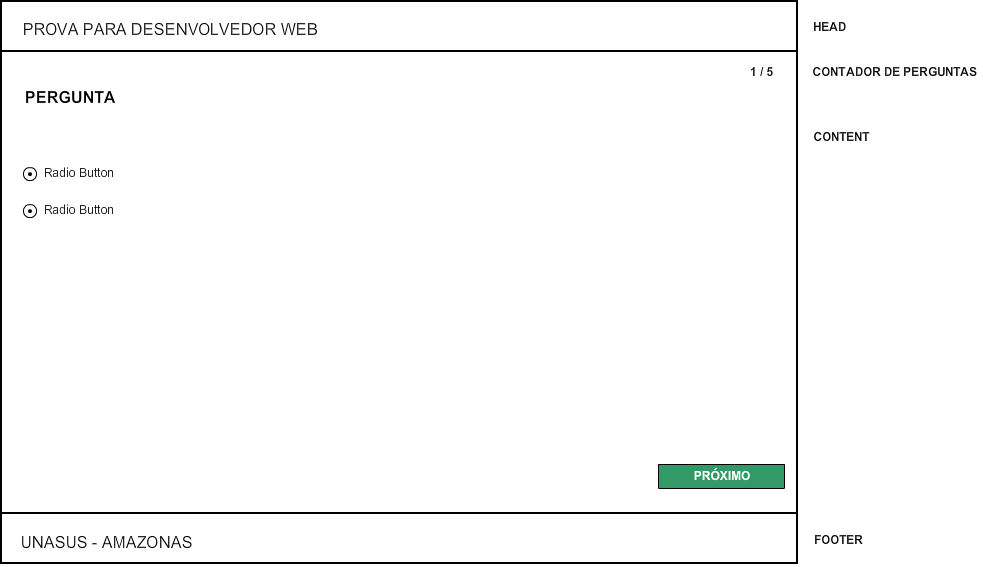 PROVA PARA DESENVOLVEDOR WEB
HEAD
1 / 5
CONTADOR DE PERGUNTAS
PERGUNTA
CONTENT
Radio Button
Radio Button
PRÓXIMO
UNASUS - AMAZONAS
FOOTER